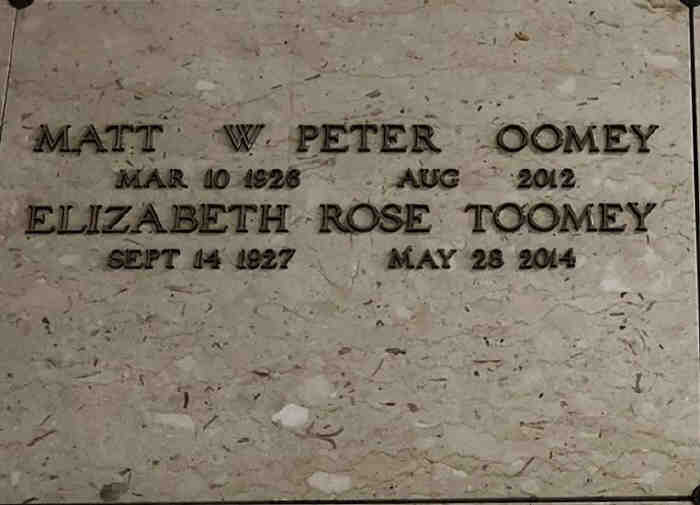 MATT W PETER OOMEY
MAR 10 1926 AUG 2012
ELIZABETH ROSE TOOMEY
SEPT 14 1927 MAY 28 2014